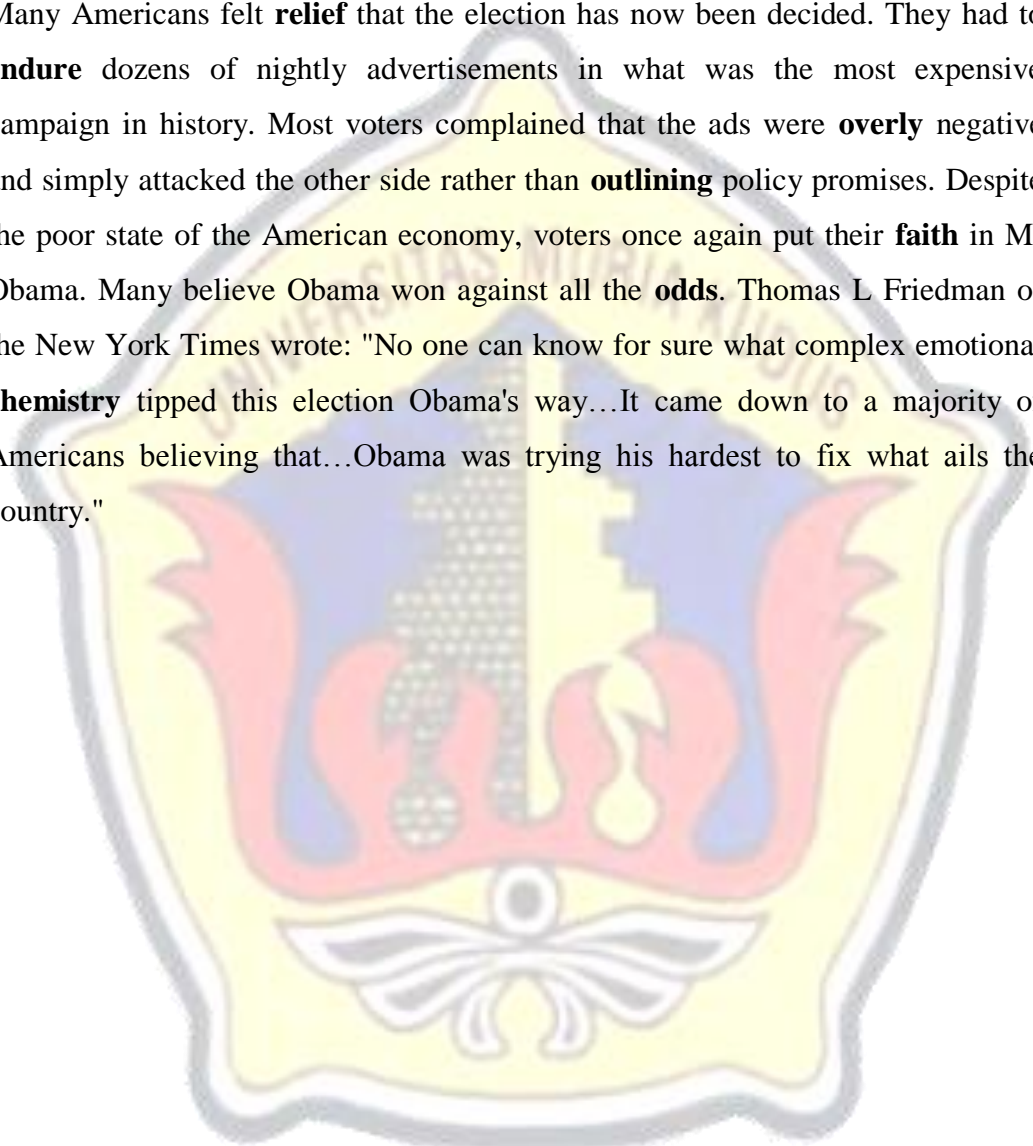 Many Americans felt relief that the election has now been decided. They had to
ndure dozens of nightly advertisements in what was the most expensive
ampaign in history. Most voters complained that the ads were overly negative
nd simply attacked the other side rather than outlining policy promises. Despite
he poor state of the American economy, voters once again put their faith in M
Obama. Many believe Obama won against all the odds. Thomas L Friedman o
he New York Times wrote: "No one can know for sure what complex emotiona
hemistry tipped this election Obama's way…It came down to a majority o
Americans believing that…Obama was trying his hardest to fix what ails the
ountry."
UNIVERSITAS MURIA KUDUS